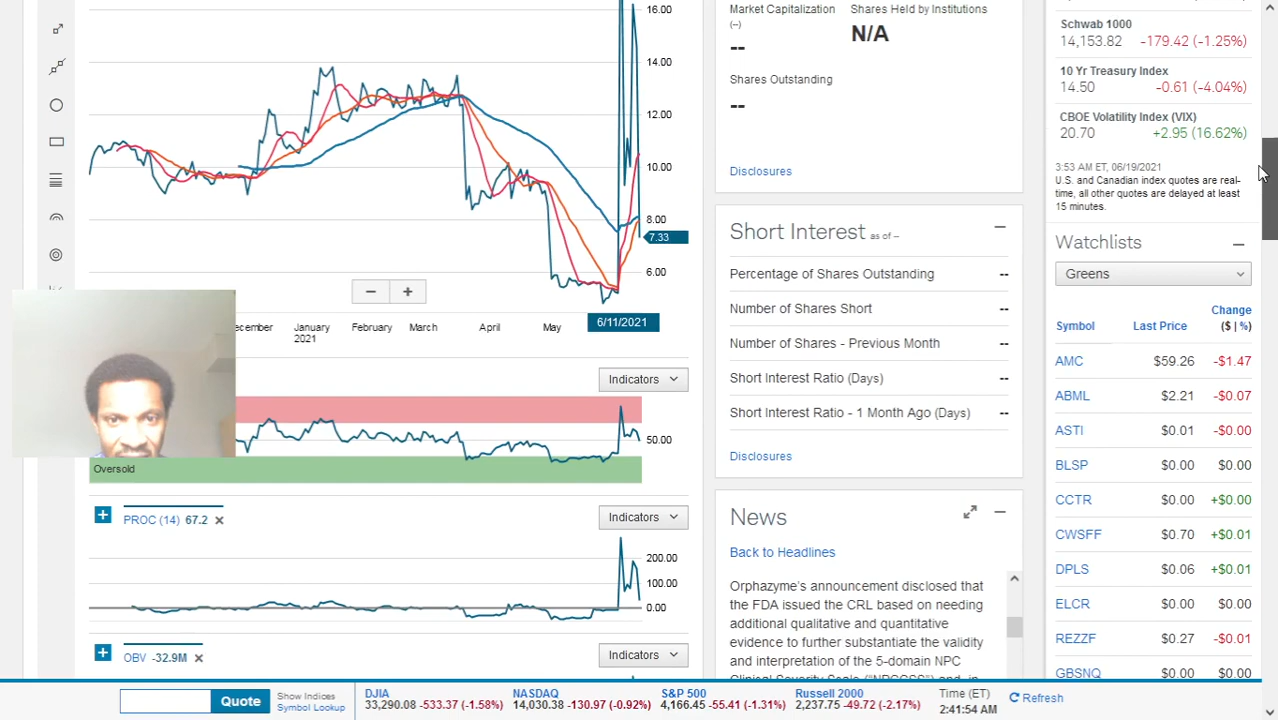 16.00
14.00
12.00
10.00
8.00
7.33
6.00
January
2021
February
March
April
May
6/11/2021
Indicators
50.00
Oversold
PROC (14) 67.2
Indicators
200.00
100.00
0.00
OBV -32.9M
Indicators
Market Capitalization
(--)
--
Shares Held by Institutions
N/A
Shares Outstanding
--
Disclosures
Short Interest as of --
Percentage of Shares Outstanding --
Number of Shares Short --
Number of Shares - Previous Month --
Short Interest Ratio (Days) --
Short Interest Ratio - 1 Month Ago (Days) --
Disclosures
News
Back to Headlines
Orphazyme's announcement disclosed that
the FDA issued the CRL based on needing
additional qualitative and quantitative
evidence to further substantiate the validity
and interpretation of the 5-domain NPC
Schwab 1000
14,153.82 -179.42 (-1.25%)
10 Yr Treasury Index
14.50 -0.61 (-4.04%)
CBOE Volatility Index (VIX)
20.70 +2.95 (16.62%)
3:53 AM ET, 06/19/2021
U.S. and Canadian index quotes are real-
time, all other quotes are delayed at least
15 minutes.
Watchlists
Greens
Symbol Last Price Change
($ | %)
AMC $59.26 -$1.47
ABML $2.21 -$0.07
ASTI $0.01 -$0.00
BLSP $0.00 $0.00
CCTR $0.00 +$0.00
CWSFF $0.70 +$0.01
DPLS $0.06 +$0.01
ELCR $0.00 $0.00
REZZF $0.27 -$0.01
GBSNQ $0.00 $0.00
Quote
Show Indices
Symbol Lookup
DJIA
33,290.08 -533.37 (-1.58%)
NASDAQ
14,030.38 -130.97 (-0.92%)
S&P 500
4,166.45 -55.41 (-1.31%)
Russell 2000
2,237.75 -49.72 (-2.17%)
Time (ET)
2:41:54 AM
Refresh